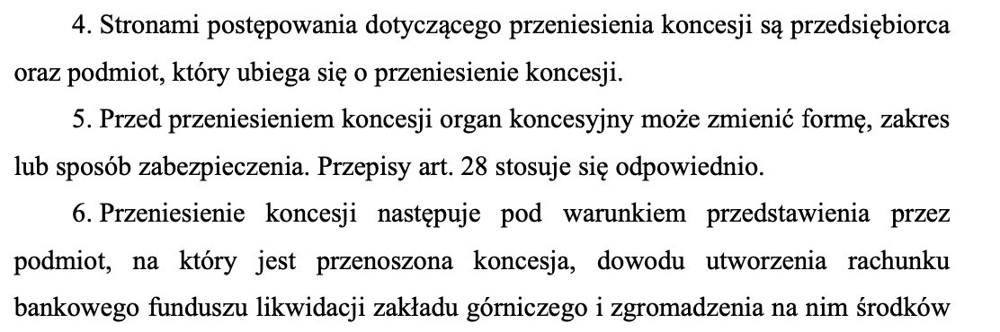 4. Stronami postępowania dotyczącego przeniesienia koncesji są przedsiębiorca
oraz podmiot, który ubiega się o przeniesienie koncesji.
5. Przed przeniesieniem koncesji organ koncesyjny może zmienić formę, zakres
lub sposób zabezpieczenia. Przepisy art. 28 stosuje się odpowiednio.
6. Przeniesienie koncesji następuje pod warunkiem przedstawienia przez
podmiot, na który jest przenoszona koncesja, dowodu utworzenia rachunku
bankowego funduszu likwidacji zakładu górniczego i zgromadzenia na nim środków